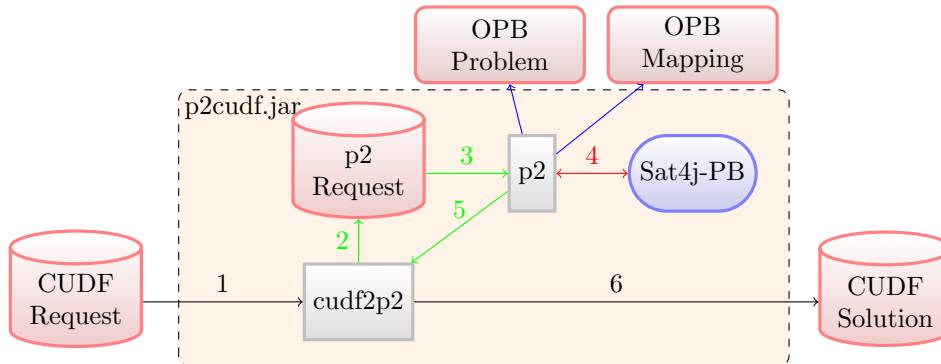 OPB
Problem
OPB
Mapping
p2cudf.jar
p2
Request
3
p2
4
Sat4j-PB
5
2
CUDF
Request
1
cudf2p2
6
CUDF
Solution